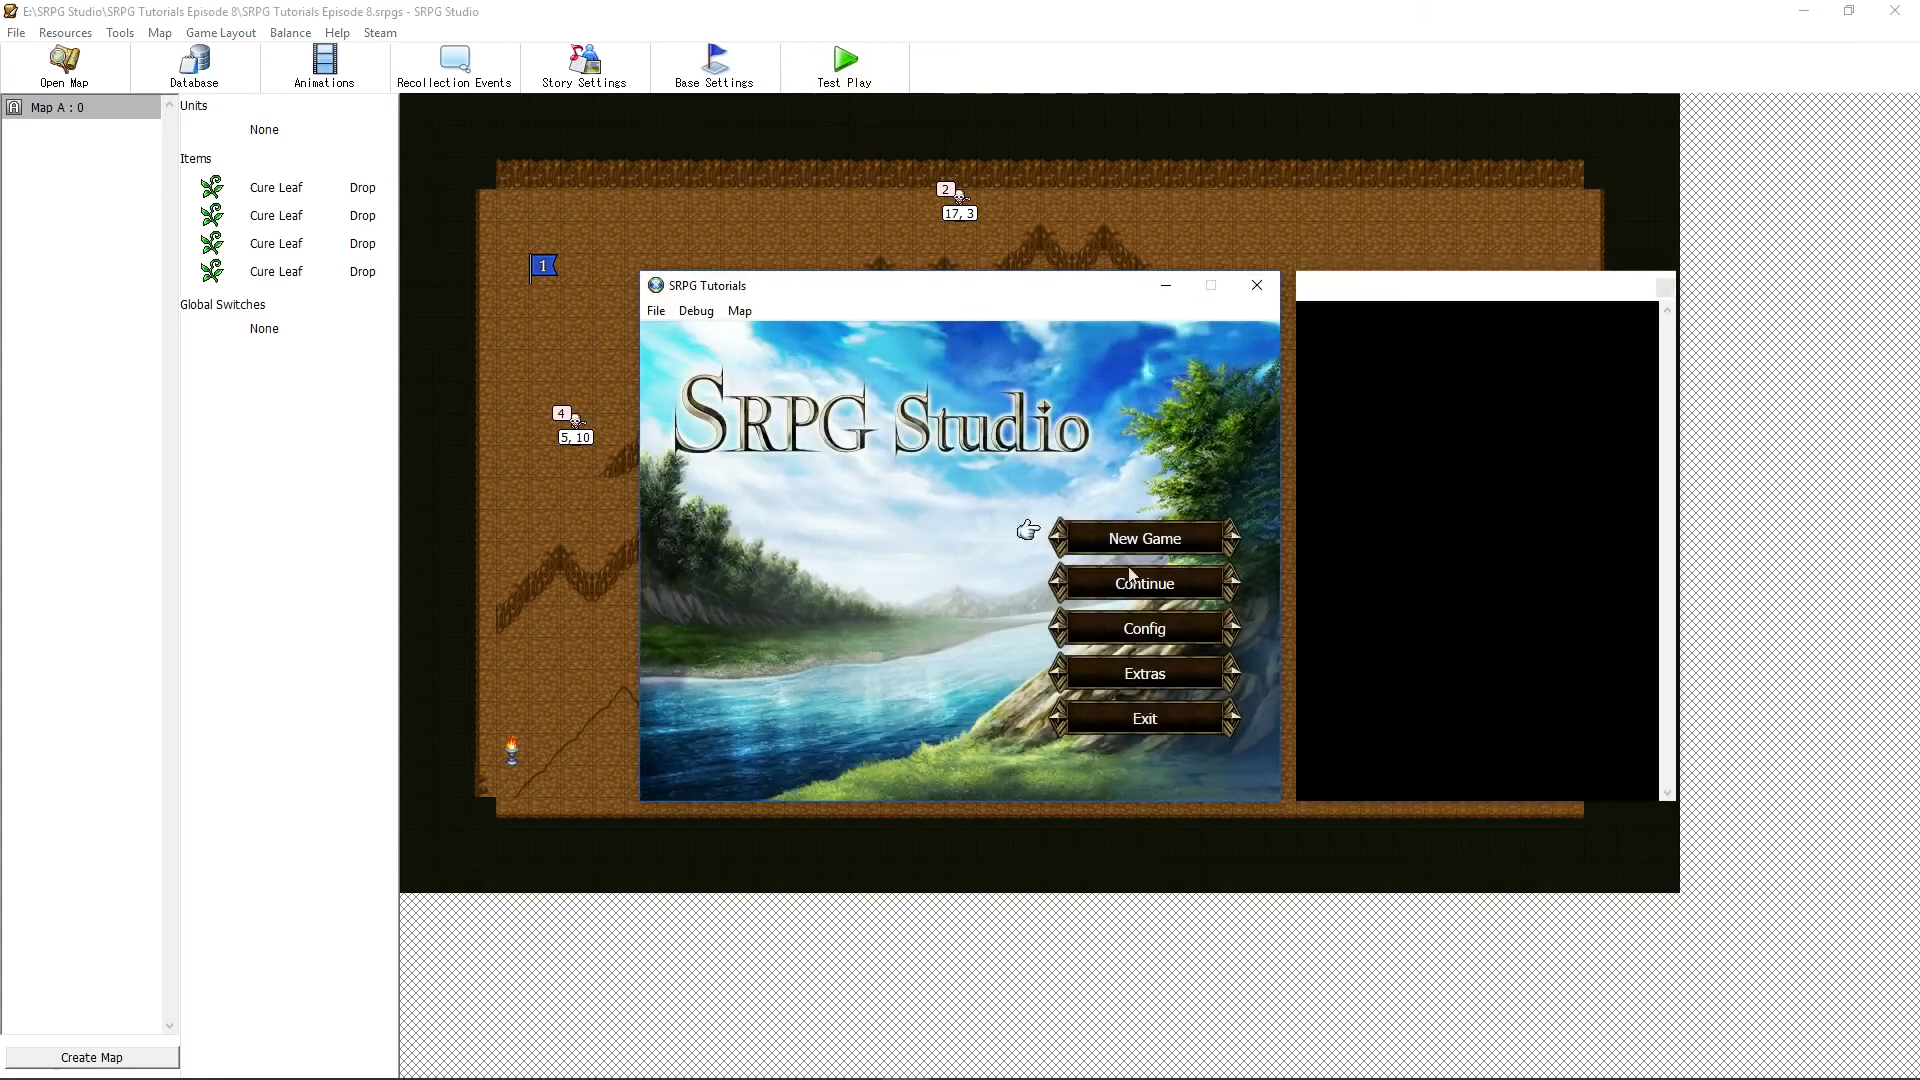 E:\SRPG Studio\SRPG Tutorials Episode 8\SRPG Tutorials Episode 8.srpgs - SRPG Studio
File Resources Tools Map Game Layout Balance Help Steam
Open Map Database Animations Recollection Events Story Settings Base Settings Test Play
Map A : 0
Units
None
Items
Cure Leaf Drop
Cure Leaf Drop
Cure Leaf Drop
Cure Leaf Drop
Global Switches
None
2
17, 3
1
4
5, 10
SRPG Tutorials
File Debug Map
SRPG Studio
New Game
Continue
Config
Extras
Exit
Create Map